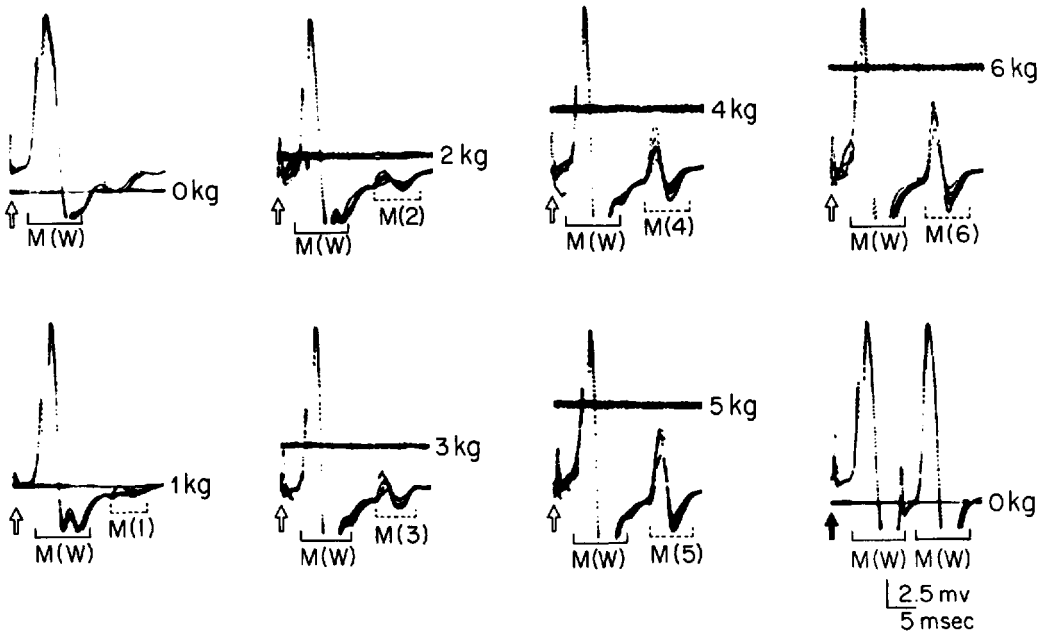 0 kg
M(W)
2 kg
M(W)
M(2)
4 kg
M(W)
M(4)
6 kg
M(W)
M(6)
1 kg
M(W)
M(1)
3 kg
M(W)
M(3)
5 kg
M(W)
M(5)
0 kg
M(W)
M(W)
2.5 mv
5 msec